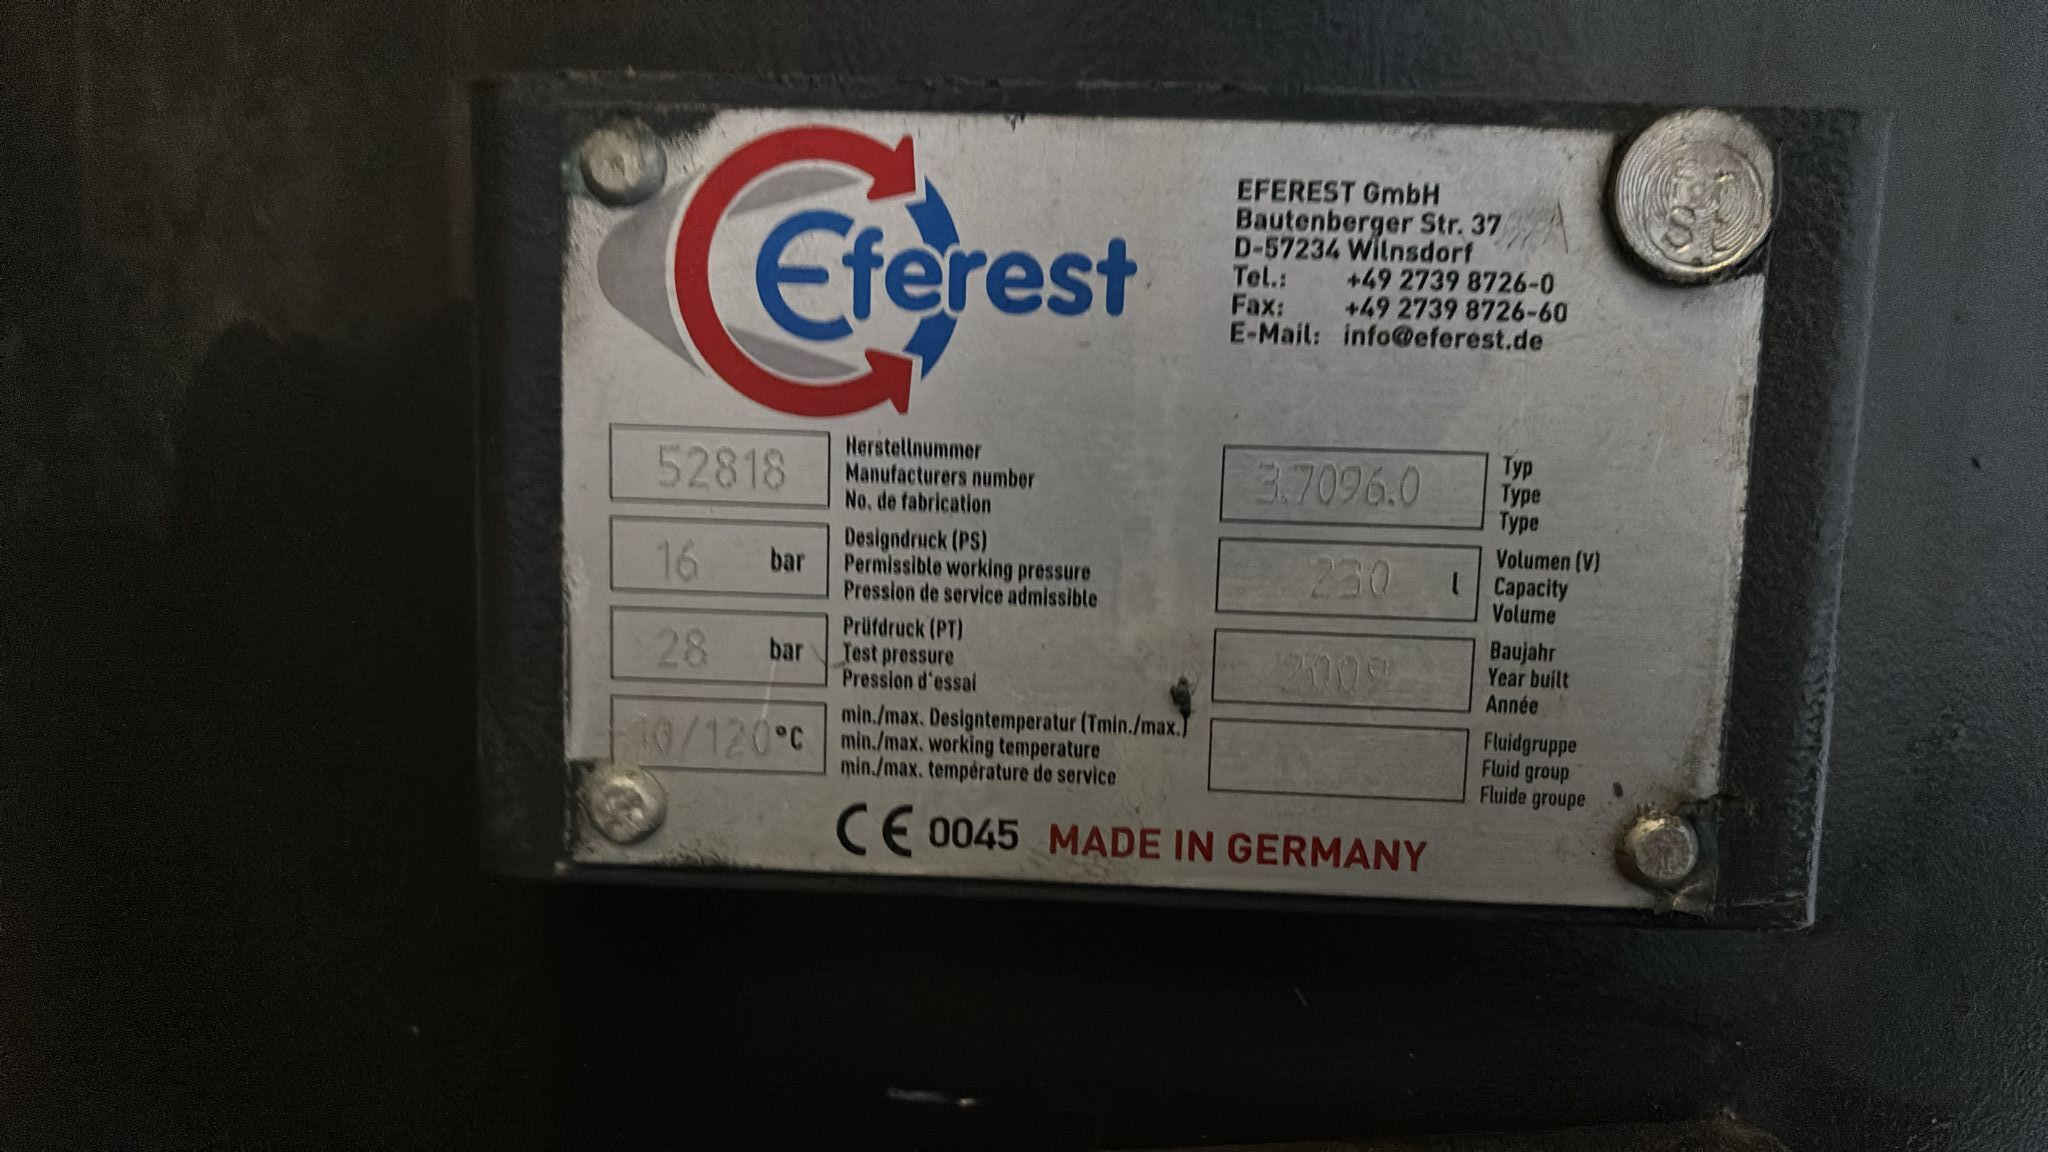 Eferest
EFEREST GmbH
Bautenberger Str. 37
D-57234 Wilnsdorf
Tel.: +49 2739 8726-0
Fax: +49 2739 8726-60
E-Mail: info@eferest.de
52818
Herstellnummer
Manufacturers number
No. de fabrication
16 bar
Designdruck (PS)
Permissible working pressure
Pression de service admissible
28 bar
Prüfdruck (PT)
Test pressure
Pression d'essai
10/120 °C
min./max. Designtemperatur (Tmin./max.)
min./max. working temperature
min./max. température de service
3.7096.0
Typ
Type
Type
230 l
Volumen (V)
Capacity
Volume
2009
Baujahr
Year built
Année
Fluidgruppe
Fluid group
Fluide groupe
CE 0045 MADE IN GERMANY